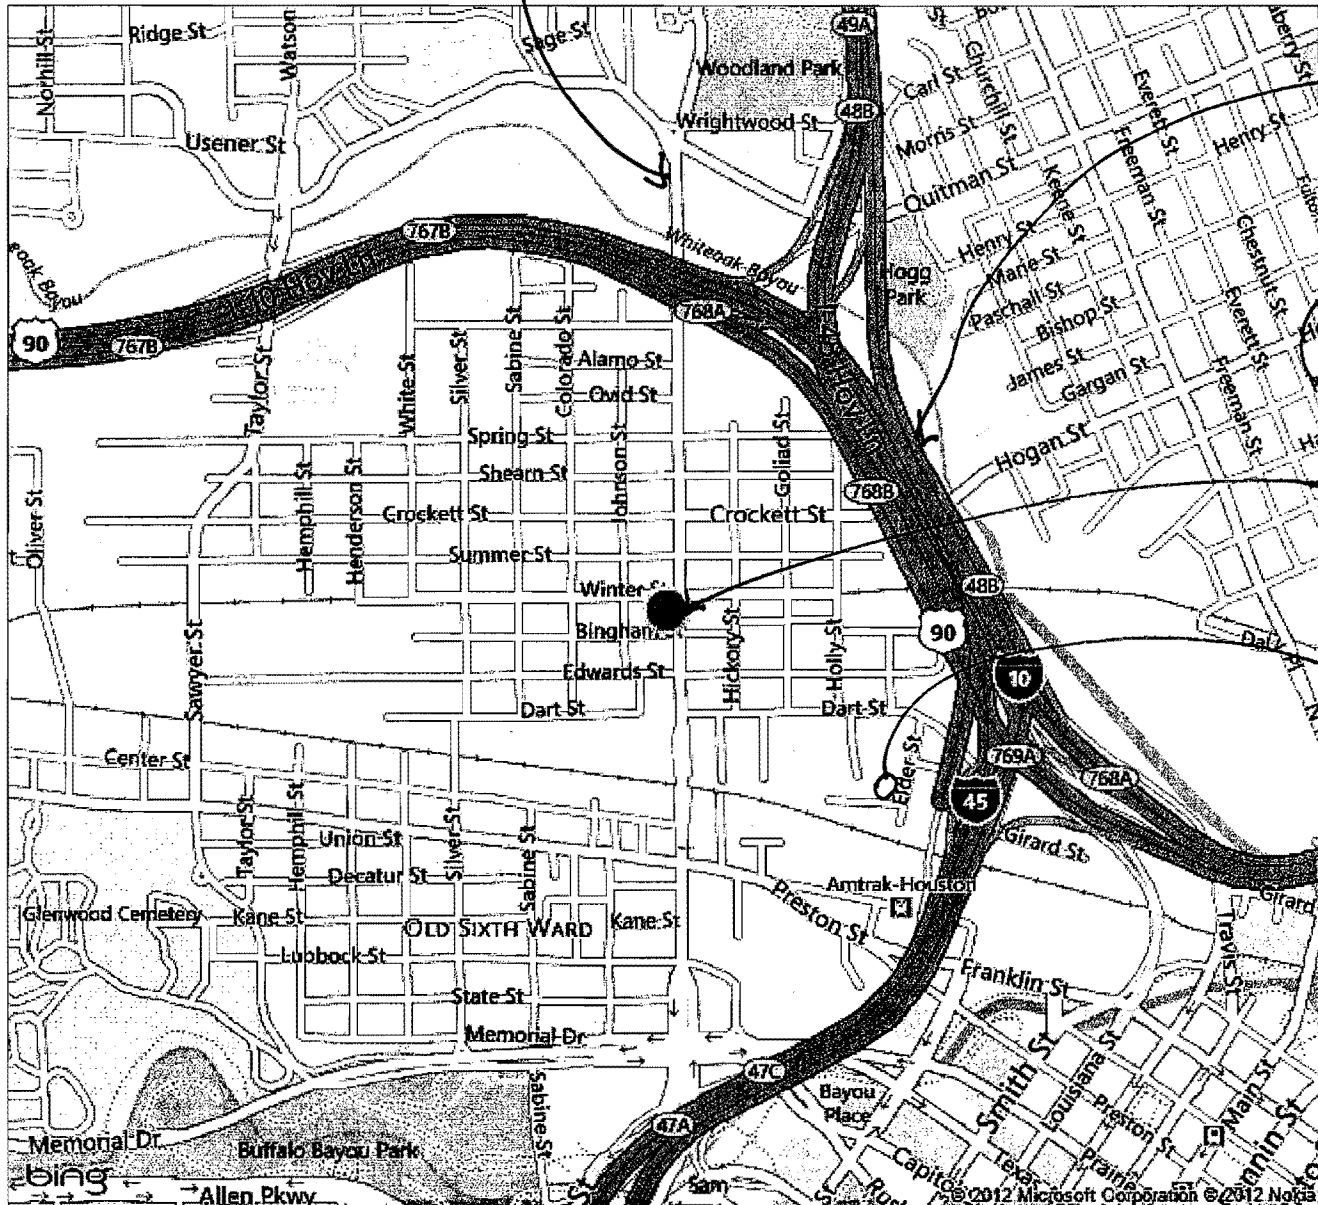 Ridge St
Watson
Sage St
Norhill St
Usener St
Woodland Park
Wrightwood St
49A
48B
Carl St
Churchill St
Morris St
Quitman St
Everett St
Freeman St
Henry St
Keene St
Henry St
Marie St
Paschall St
Bishop St
James St
Gargan St
Chestnut St
Everett St
Freeman St
Hogan St
Hogg
Park
Whiteoak Bayou
767B
767B
90
768A
Taylor St
White St
Silver St
Sabine St
Colorado St
Alamo St
Ovid St
Spring St
Shearn St
Johnson St
Goliad St
Crockett St
Crockett St
768B
Oliver St
Hemphill St
Henderson St
Summer St
Winter St
48B
90
10
Sawyer St
Edwards St
Hickory St
Holly St
Dart St
Dart St
Elder St
769A
768A
45
Center St
Taylor St
Hemphill St
Union St
Silver St
Sabine St
Decatur St
Girard St
Girard
Amtrak-Houston
Preston St
Glenwood Cemetery
Kane St
OLD SIXTH WARD
Kane St
Lubbock St
Franklin St
Travis St
State St
Memorial Dr
47C
Sabine St
Bayou
Place
Smith St
Louisiana St
Preston St
Main St
47A
Memorial Dr
Buffalo Bayou Park
bing
Allen Pkwy
Sam
© 2012 Microsoft Corporation © 2012 Nokia